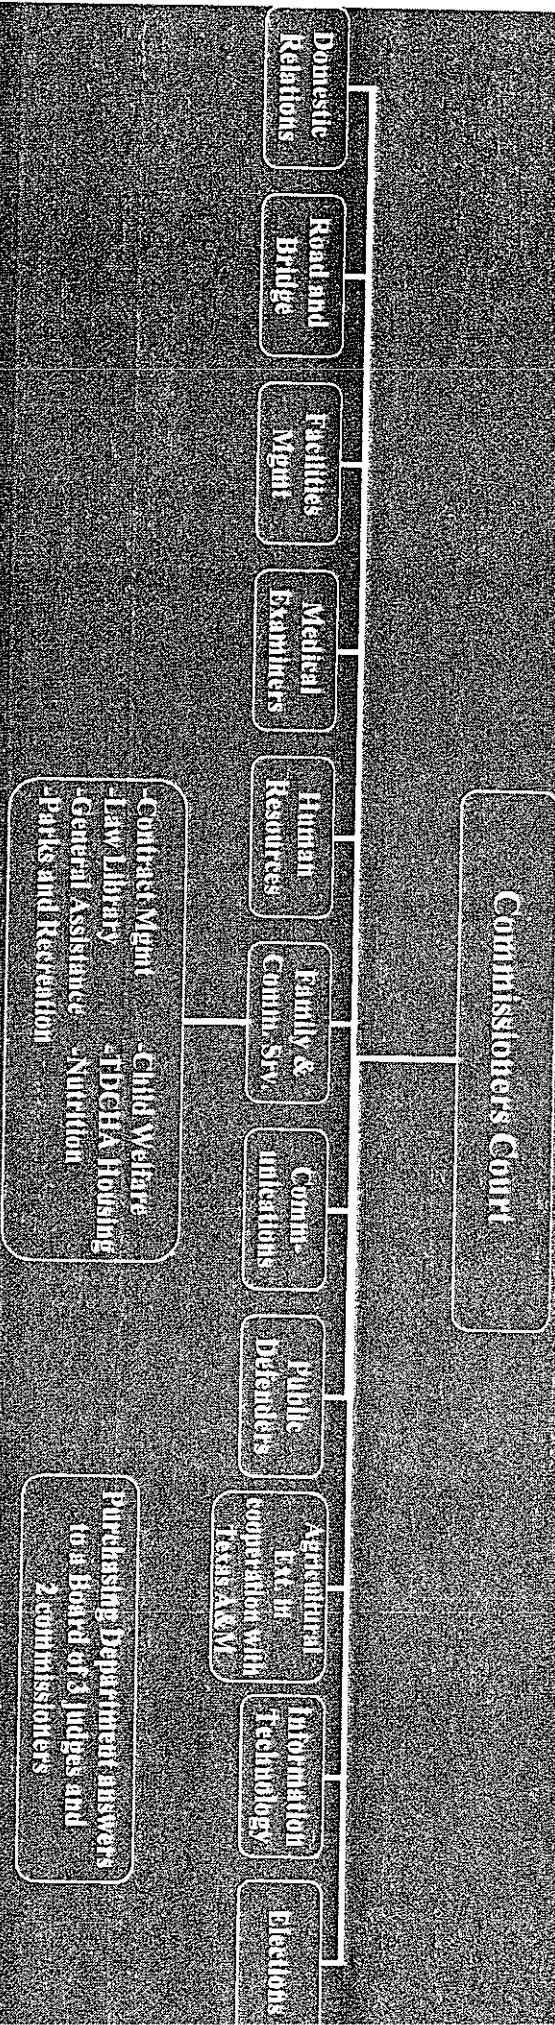 Commissioners Court
Domestic
Relations
Road and
Bridge
Facilities
Mgmt
Medical
Examiners
Human
Resources
Family &
Comm. Srv.
Comm-
unications
Public
Defenders
Agricultural
Ext. in
cooperation with
Texas A&M
Information
Technology
Elections
-Contract Mgmt -Child Welfare
-Law Library -TDCHA Housing
-General Assistance -Nutrition
-Parks and Recreation
Purchasing Department answers
to a Board of 3 judges and
2 commissioners